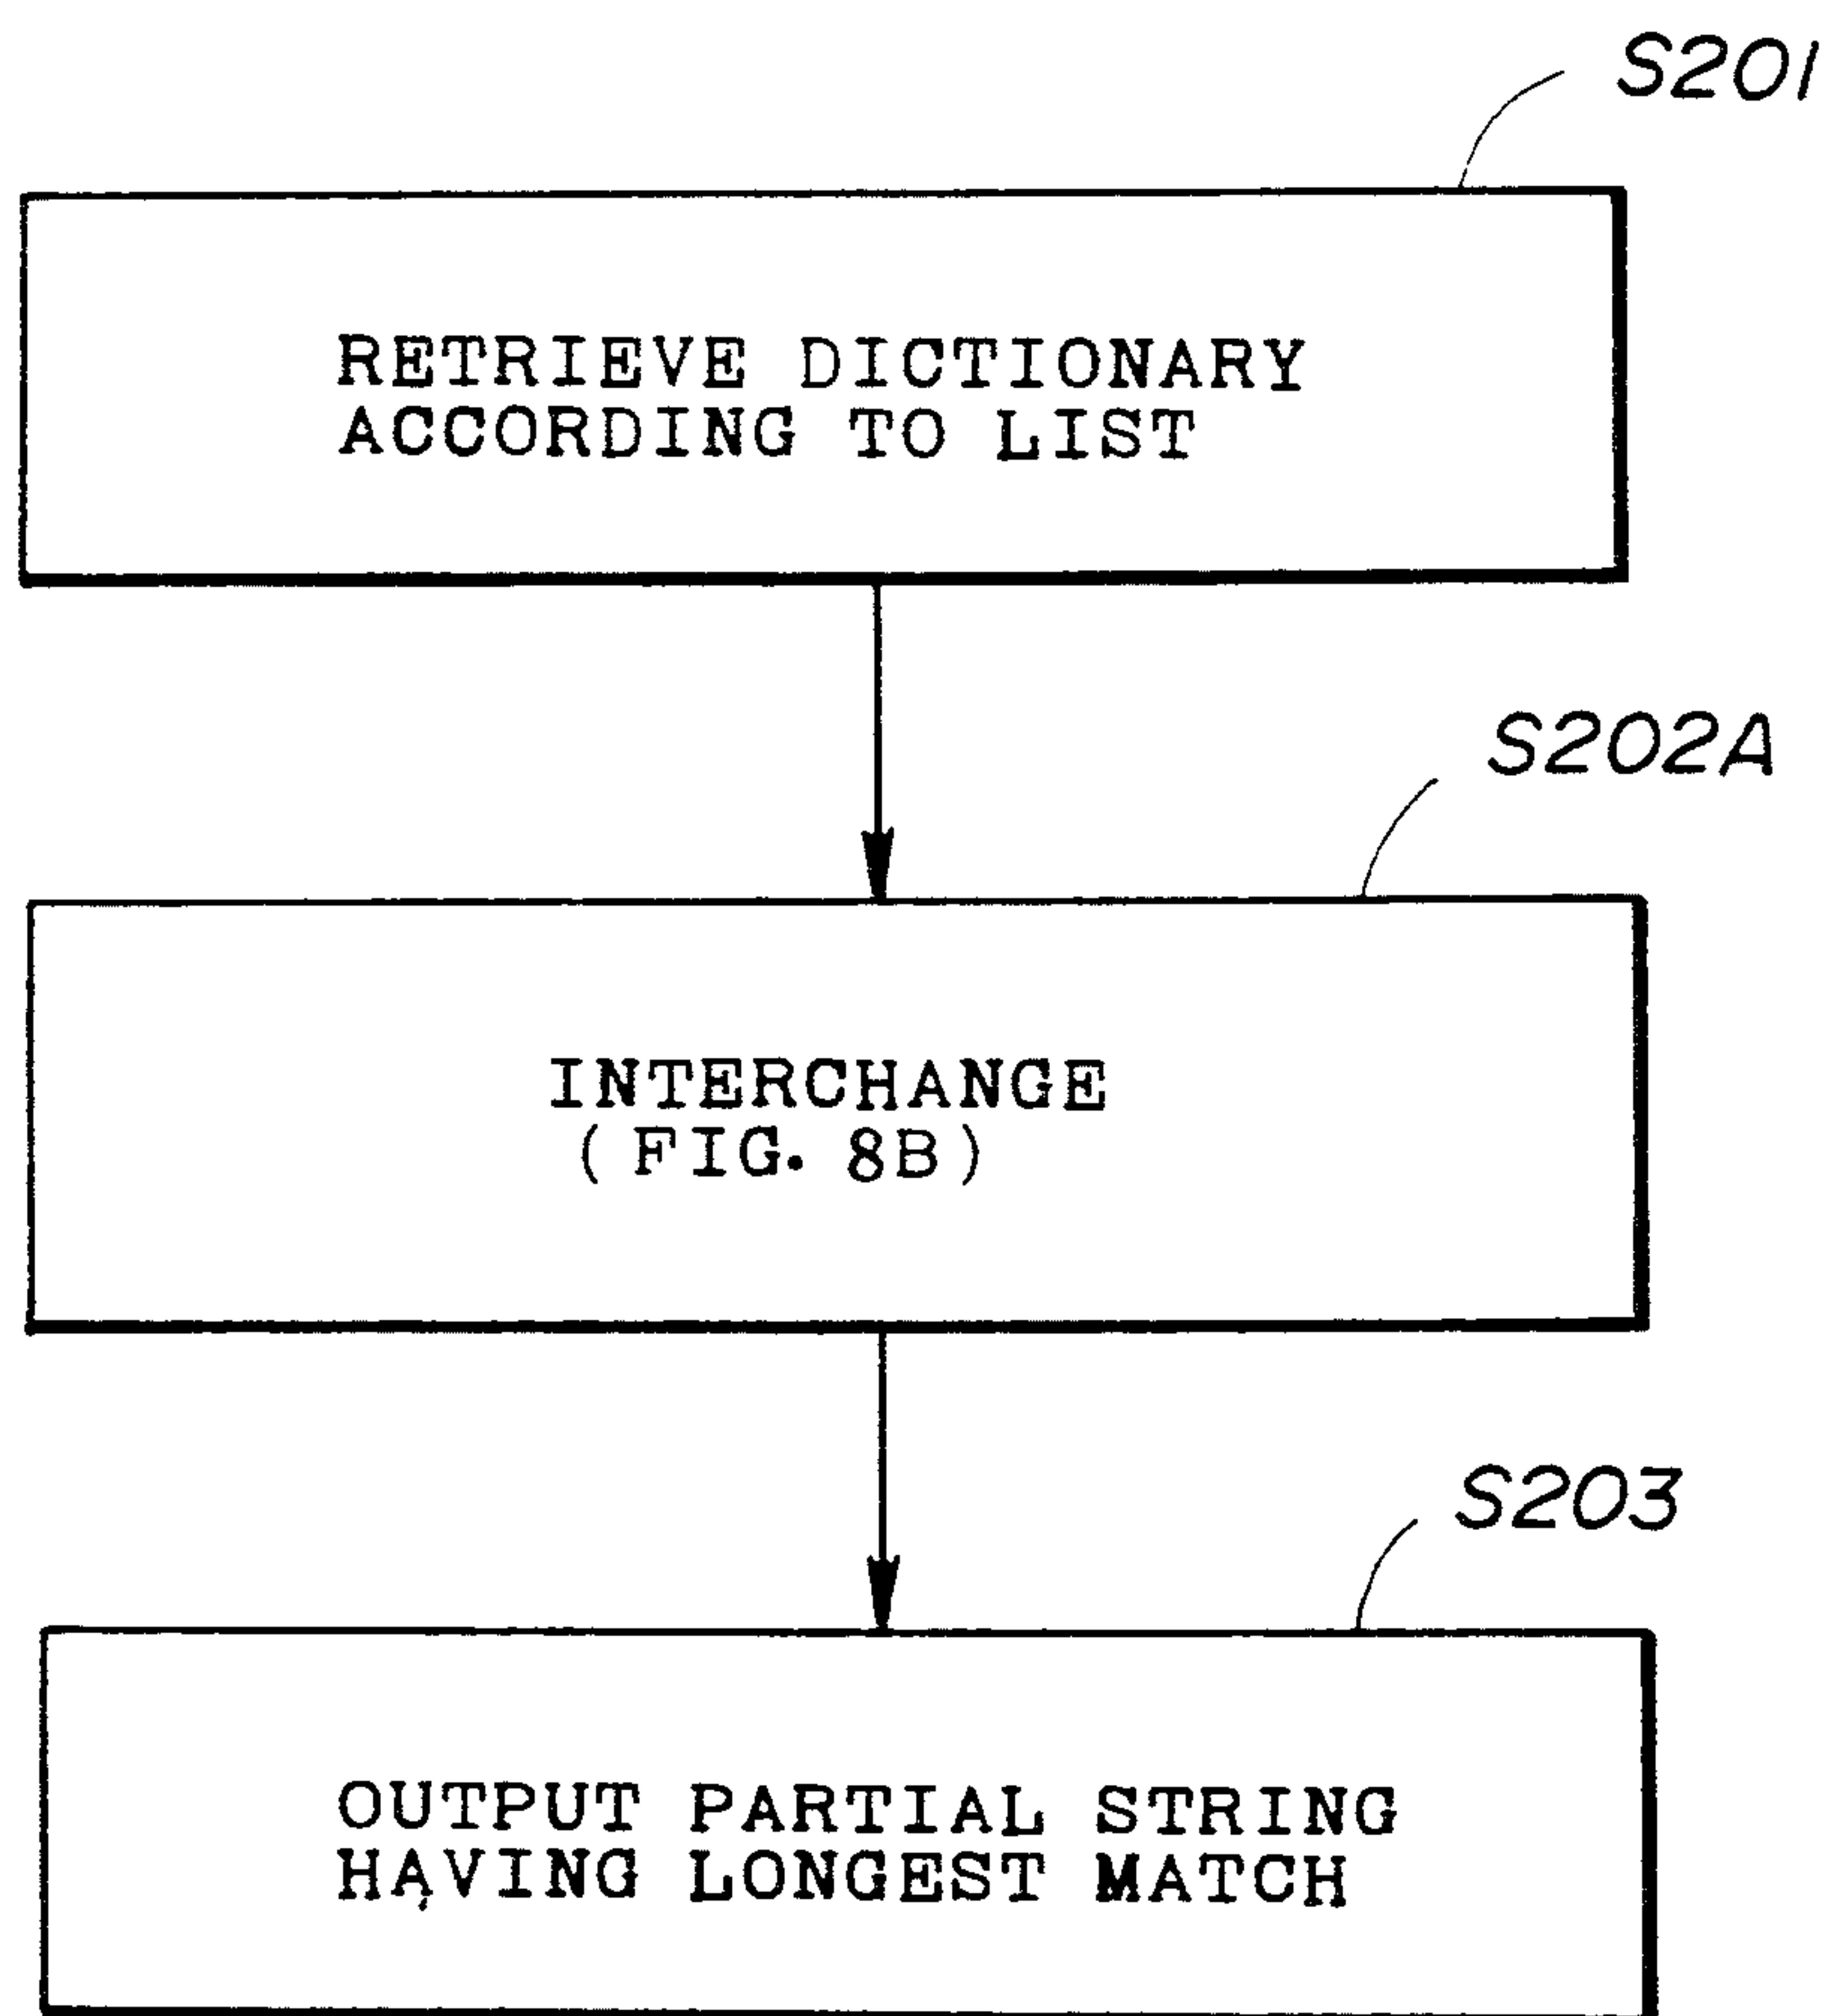 S201
RETRIEVE DICTIONARY
ACCORDING TO LIST
S202A
INTERCHANGE
(FIG. 8B)
S203
OUTPUT PARTIAL STRING
HAVING LONGEST MATCH